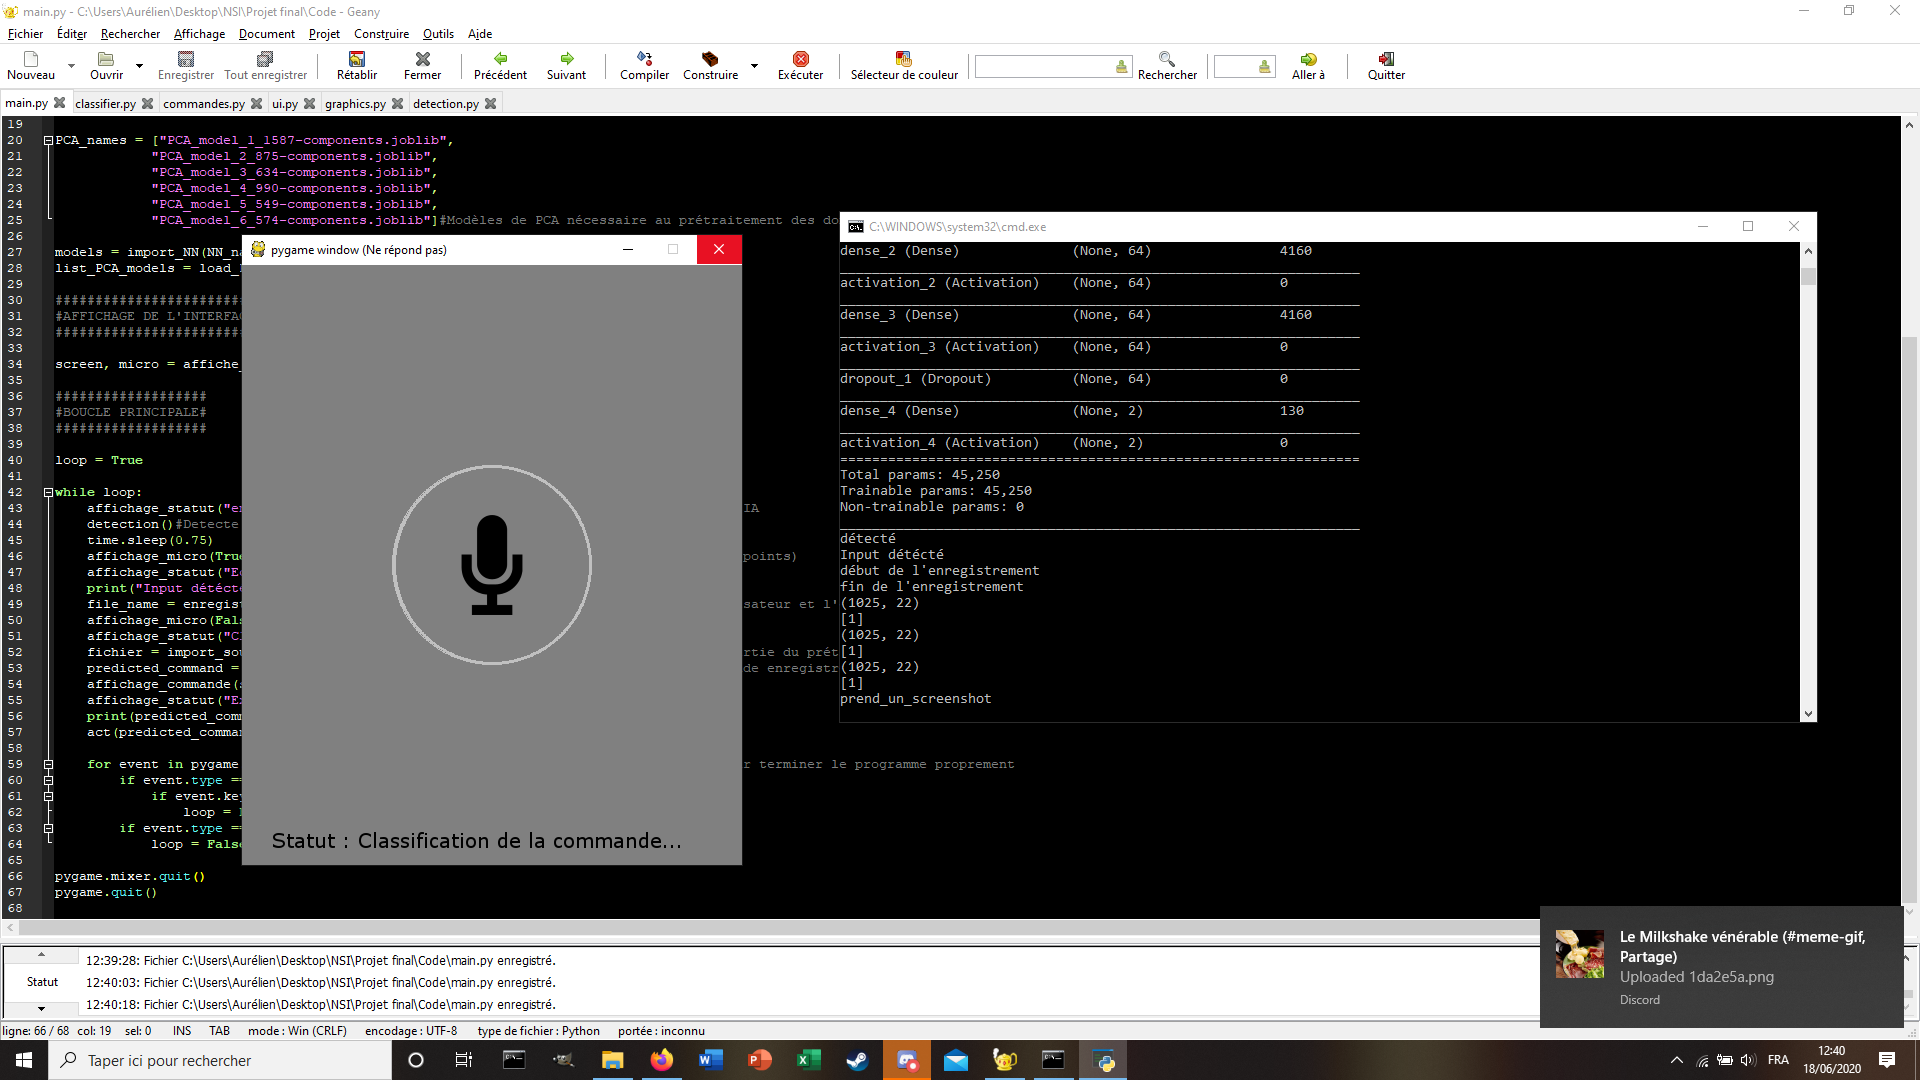 main.py - C:\Users\Aurélien\Desktop\NSI\Projet final\Code - Geany
Fichier Éditer Rechercher Affichage Document Projet Construire Outils Aide
Nouveau Ouvrir Enregistrer Tout enregistrer Rétablir Fermer Précédent Suivant Compiler Construire Exécuter Sélecteur de couleur Rechercher Aller à Quitter
main.py classifier.py commandes.py ui.py graphics.py detection.py
19
20 PCA_names = ["PCA_model_1_1587-components.joblib",
21 "PCA_model_2_875-components.joblib",
22 "PCA_model_3_634-components.joblib",
23 "PCA_model_4_990-components.joblib",
24 "PCA_model_5_549-components.joblib",
25 "PCA_model_6_574-components.joblib"]#Modèles de PCA nécessaire au prétraitement des do
26
27 models = import_NN(NN_na
28 list_PCA_models = load_
29
30 ########################
31 #AFFICHAGE DE L'INTERFAC
32 ########################
33
34 screen, micro = affiche_
35
36 ###################
37 #BOUCLE PRINCIPALE#
38 ###################
39
40 loop = True
41
42 while loop:
43 affichage_statut("en IA
44 detection()#Detecte
45 time.sleep(0.75)
46 affichage_micro(True points)
47 affichage_statut("Ec
48 print("Input détécte
49 file_name = enregist sateur et l'
50 affichage_micro(Fals
51 affichage_statut("Cl
52 fichier = import_sou rtie du prét
53 predicted_command = de enregistr
54 affichage_commande(s
55 affichage_statut("Ex
56 print(predicted_comm
57 act(predicted_comman
58
59 for event in pygame r terminer le programme proprement
60 if event.type ==
61 if event.key
62 loop = 
63 if event.type ==
64 loop = False
65
66 pygame.mixer.quit()
67 pygame.quit()
68
pygame window (Ne répond pas)
Statut : Classification de la commande...
C:\WINDOWS\system32\cmd.exe
dense_2 (Dense) (None, 64) 4160
activation_2 (Activation) (None, 64) 0
dense_3 (Dense) (None, 64) 4160
activation_3 (Activation) (None, 64) 0
dropout_1 (Dropout) (None, 64) 0
dense_4 (Dense) (None, 2) 130
activation_4 (Activation) (None, 2) 0
=================================================================
Total params: 45,250
Trainable params: 45,250
Non-trainable params: 0
détecté
Input détécté
début de l'enregistrement
fin de l'enregistrement
(1025, 22)
[1]
(1025, 22)
[1]
(1025, 22)
[1]
prend_un_screenshot
Statut
12:39:28: Fichier C:\Users\Aurélien\Desktop\NSI\Projet final\Code\main.py enregistré.
12:40:03: Fichier C:\Users\Aurélien\Desktop\NSI\Projet final\Code\main.py enregistré.
12:40:18: Fichier C:\Users\Aurélien\Desktop\NSI\Projet final\Code\main.py enregistré.
Le Milkshake vénérable (#meme-gif,
Partage)
Uploaded 1da2e5a.png
Discord
ligne: 66 / 68 col: 19 sel: 0 INS TAB mode : Win (CRLF) encodage : UTF-8 type de fichier : Python portée : inconnu
Taper ici pour rechercher
FRA
12:40
18/06/2020